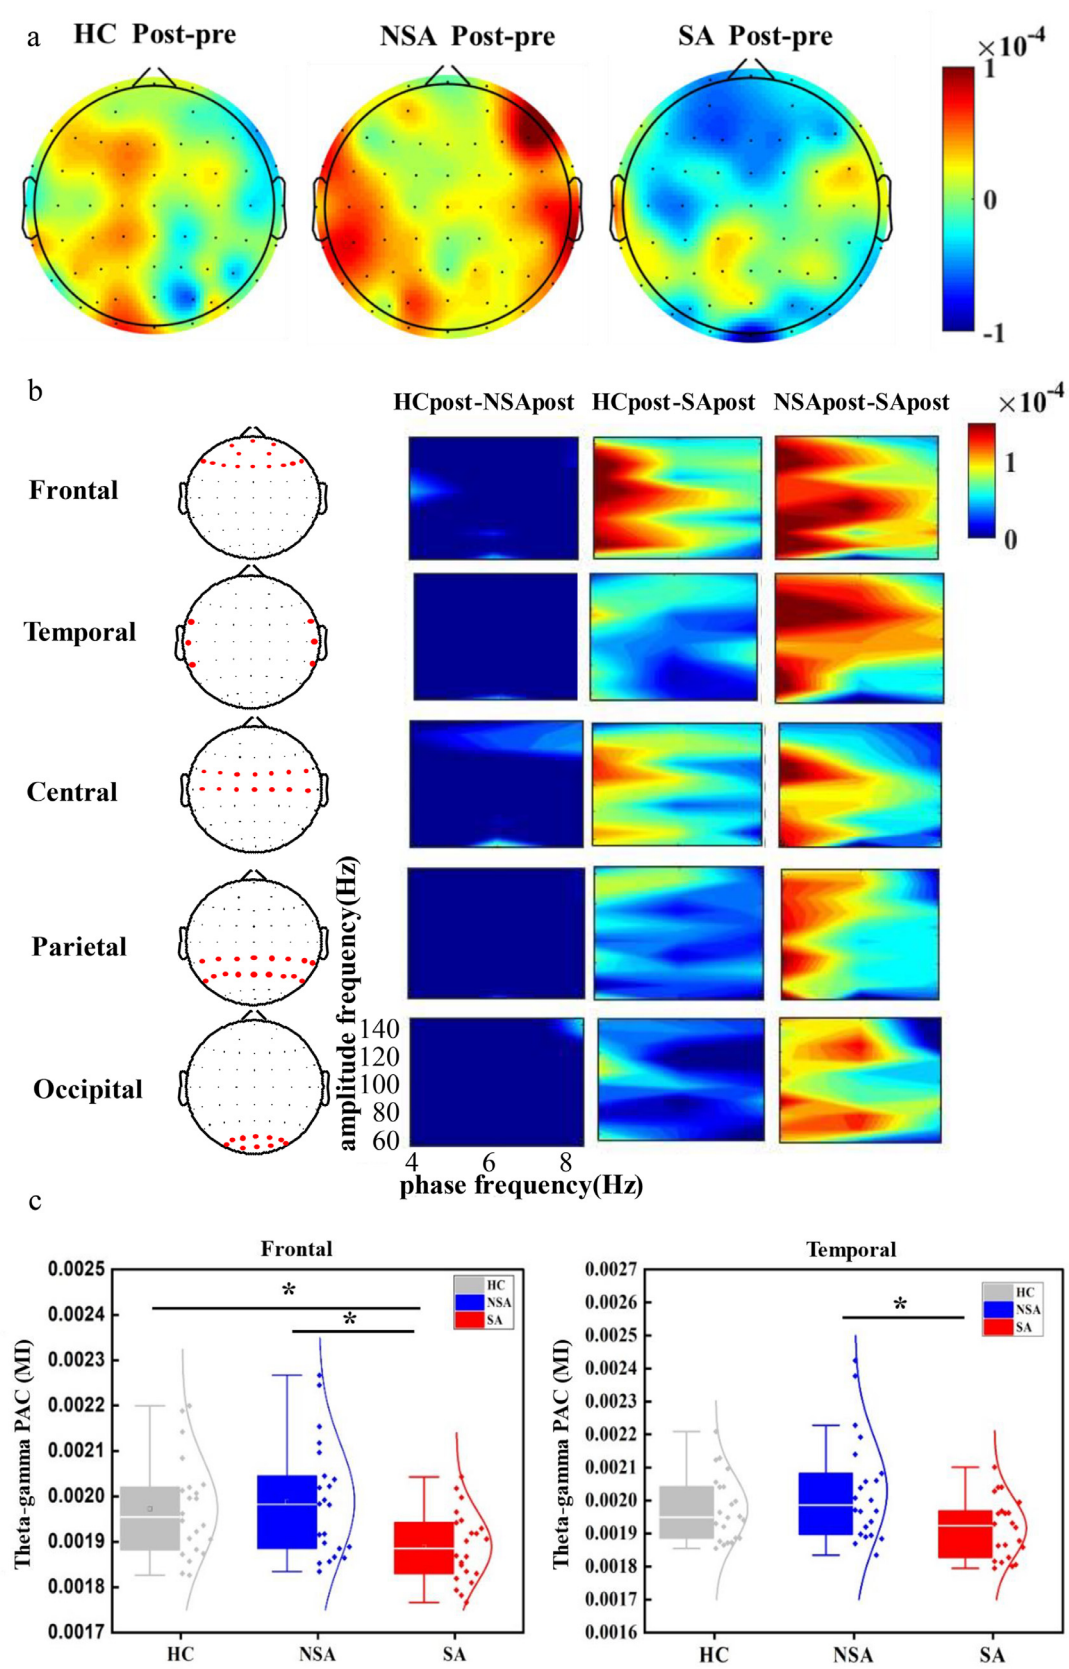 a
HC Post-pre
NSA Post-pre
SA Post-pre
×10-4
1
0
-1
b
HCpost-NSApost
HCpost-SApost
NSApost-SApost
×10-4
1
0
Frontal
Temporal
Central
Parietal
Occipital
amplitude frequency(Hz)
140
120
100
80
60
4
6
8
phase frequency(Hz)
c
Frontal
0.0025
0.0024
0.0023
0.0022
0.0021
0.0020
0.0019
0.0018
0.0017
Theta-gamma PAC (MI)
*
*
HC
NSA
SA
HC
NSA
SA
Temporal
0.0027
0.0026
0.0025
0.0024
0.0023
0.0022
0.0021
0.0020
0.0019
0.0018
0.0017
0.0016
Theta-gamma PAC (MI)
*
HC
NSA
SA
HC
NSA
SA